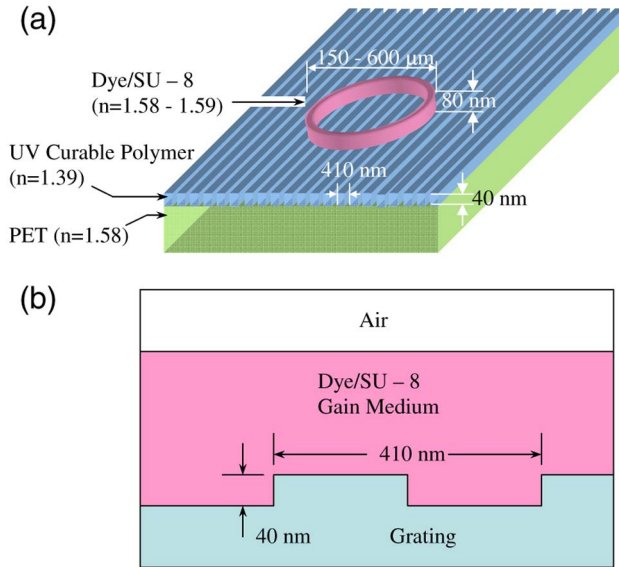 (a)
150 - 600 µm
Dye/SU – 8
(n=1.58 - 1.59)
80 nm
UV Curable Polymer
(n=1.39)
410 nm
40 nm
PET (n=1.58)
(b)
Air
Dye/SU – 8
Gain Medium
410 nm
40 nm
Grating